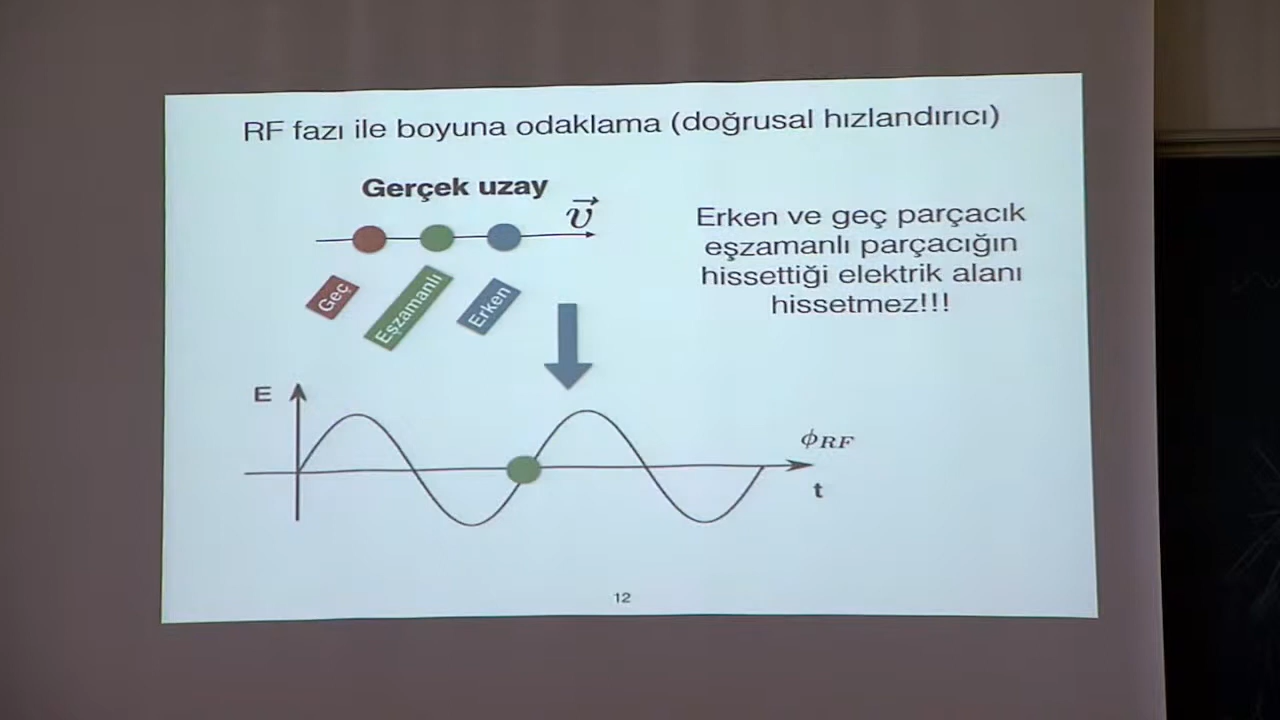 RF fazı ile boyuna odaklama (doğrusal hızlandırıcı)
Gerçek uzay
v
Geç
Eşzamanlı
Erken
Erken ve geç parçacık
eşzamanlı parçacığın
hissettiği elektrik alanı
hissetmez!!!
E
ϕRF
t
12